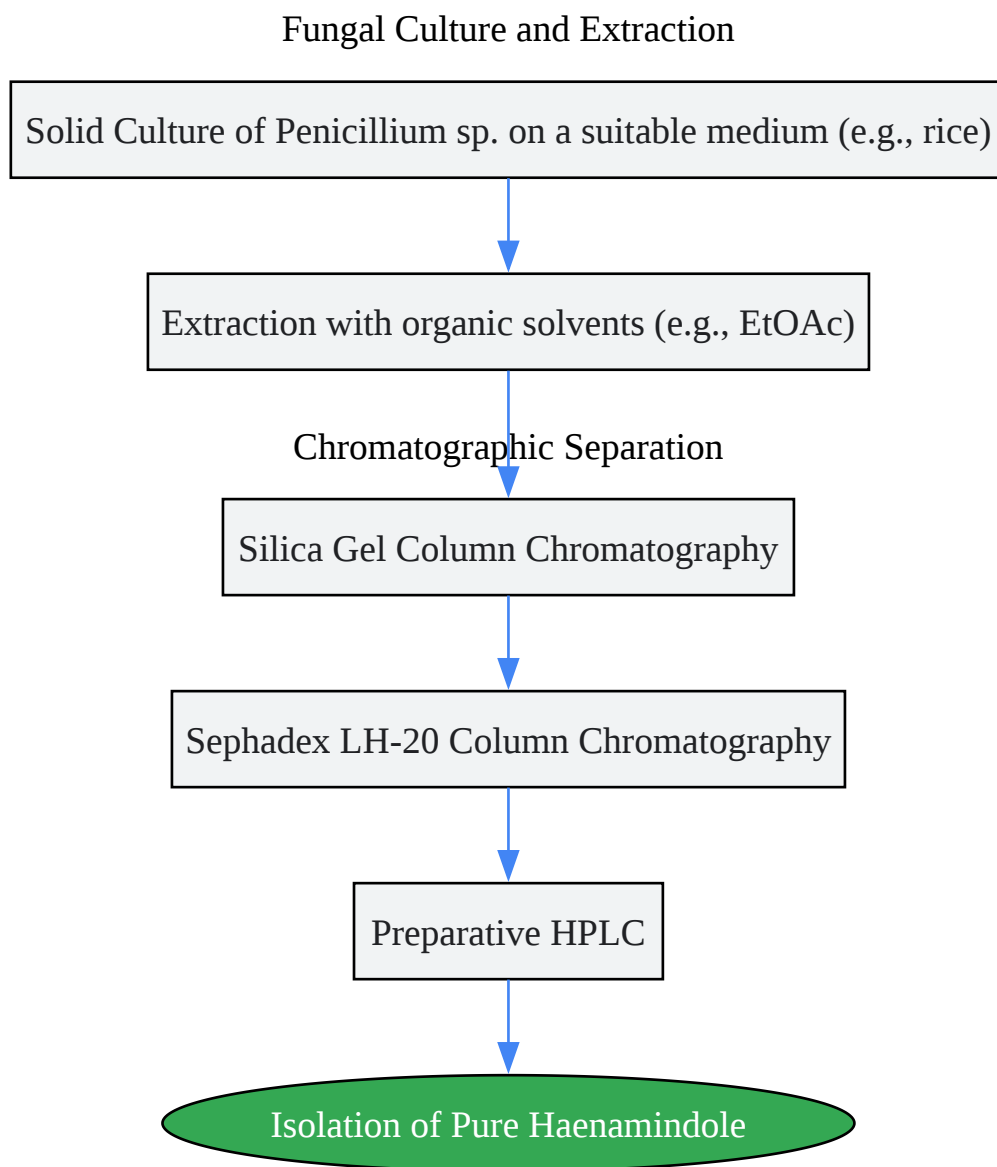 Fungal Culture and Extraction
Solid Culture of Penicillium sp. on a suitable medium (e.g., rice)
Extraction with organic solvents (e.g., EtOAc)
Chromatographic Separation
Silica Gel Column Chromatography
Sephadex LH-20 Column Chromatography
Preparative HPLC
Isolation of Pure Haenamindole